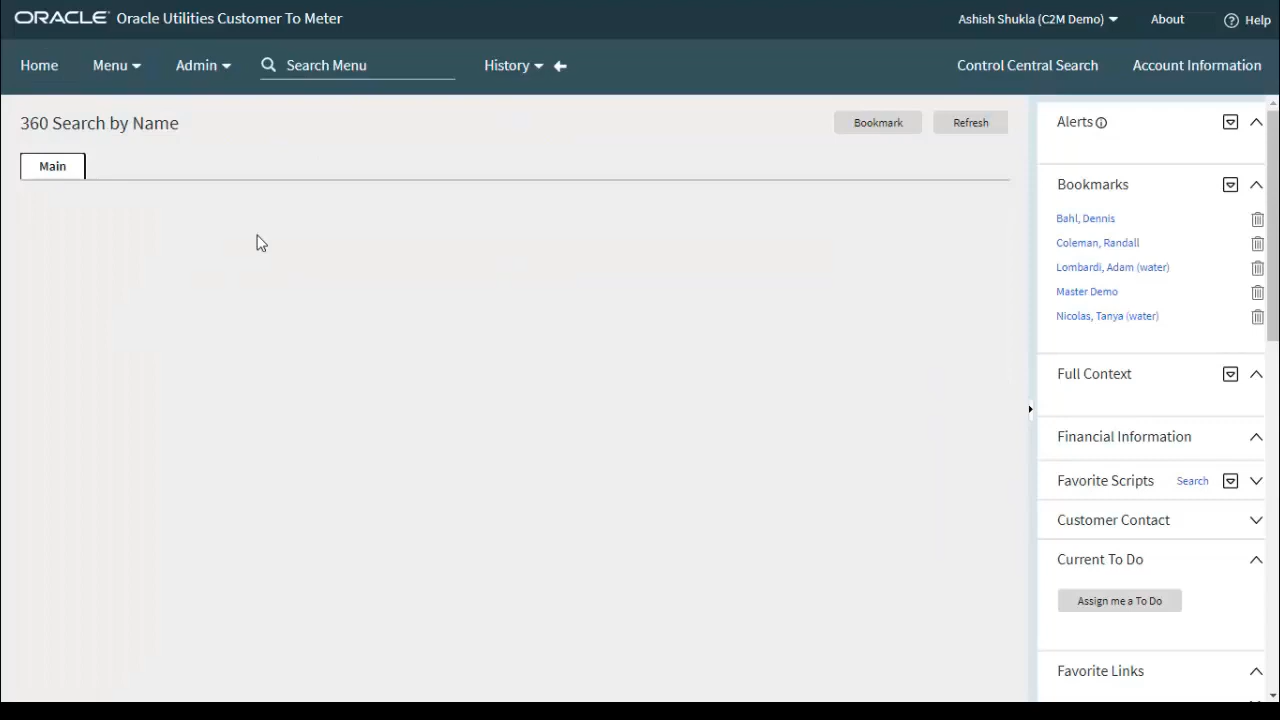 ORACLE Oracle Utilities Customer To Meter
Ashish Shukla (C2M Demo) About Help
Home Menu Admin Search Menu History Control Central Search Account Information
360 Search by Name
Bookmark Refresh
Main
Alerts
Bookmarks
Bahl, Dennis
Coleman, Randall
Lombardi, Adam (water)
Master Demo
Nicolas, Tanya (water)
Full Context
Financial Information
Favorite Scripts Search
Customer Contact
Current To Do
Assign me a To Do
Favorite Links